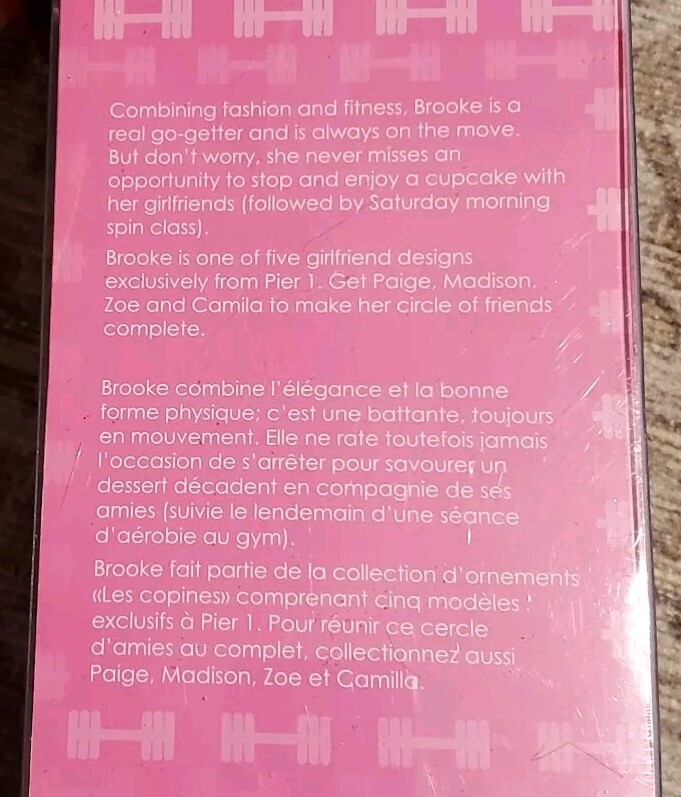 Combining fashion and fitness, Brooke is a
real go-getter and is always on the move.
But don't worry, she never misses an
opportunity to stop and enjoy a cupcake with
her girlfriends (followed by Saturday morning
spin class).
Brooke is one of five girlfriend designs
exclusively from Pier 1. Get Paige, Madison,
Zoe and Camila to make her circle of friends
complete.
Brooke combine l'élégance et la bonne
forme physique; c'est une battante, toujours
en mouvement. Elle ne rate toutefois jamais
l'occasion de s'arrêter pour savourer un
dessert décadent en compagnie de ses
amies (suivie le lendemain d'une séance
d'aérobie au gym).
Brooke fait partie de la collection d'ornements
«Les copines» comprenant cinq modèles
exclusifs à Pier 1. Pour réunir ce cercle
d'amies au complet, collectionnez aussi
Paige, Madison, Zoe et Camilla.